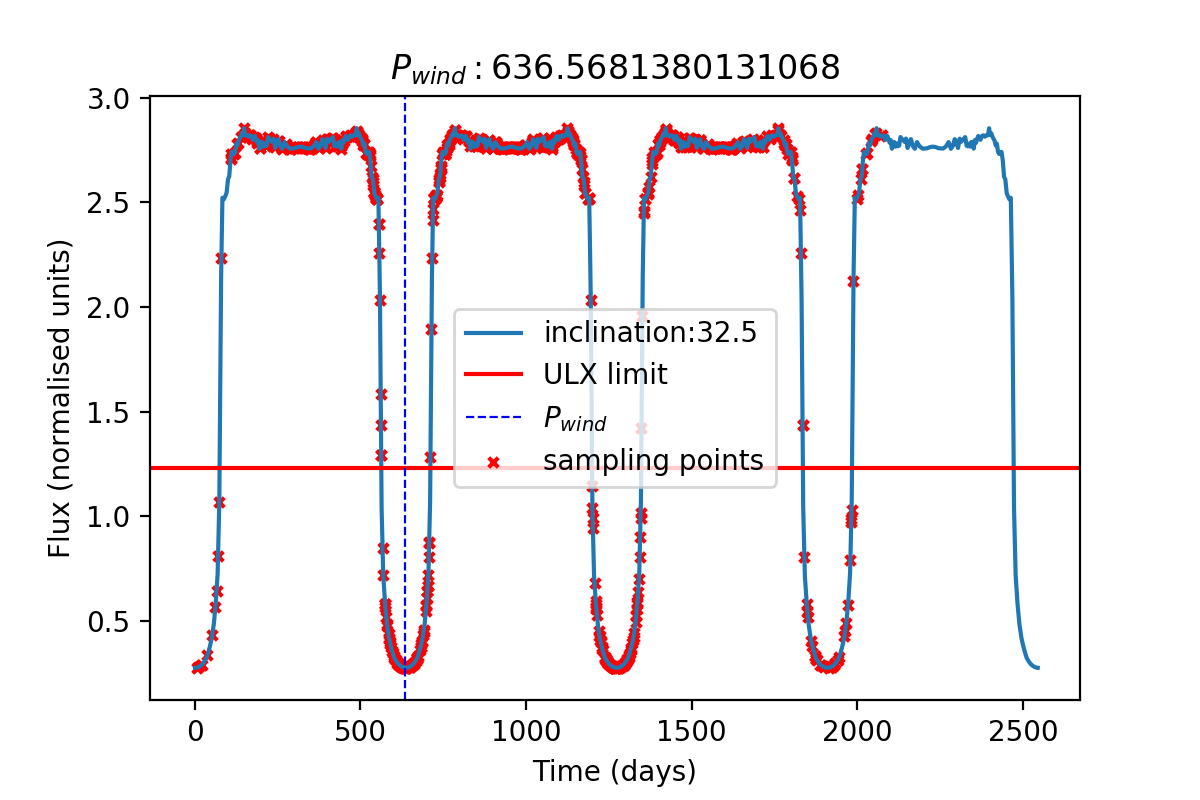 P_wind : 636.5681380131068
3.0
2.5
2.0
1.5
1.0
0.5
Flux (normalised units)
inclination:32.5
ULX limit
P_wind
sampling points
0 500 1000 1500 2000 2500
Time (days)